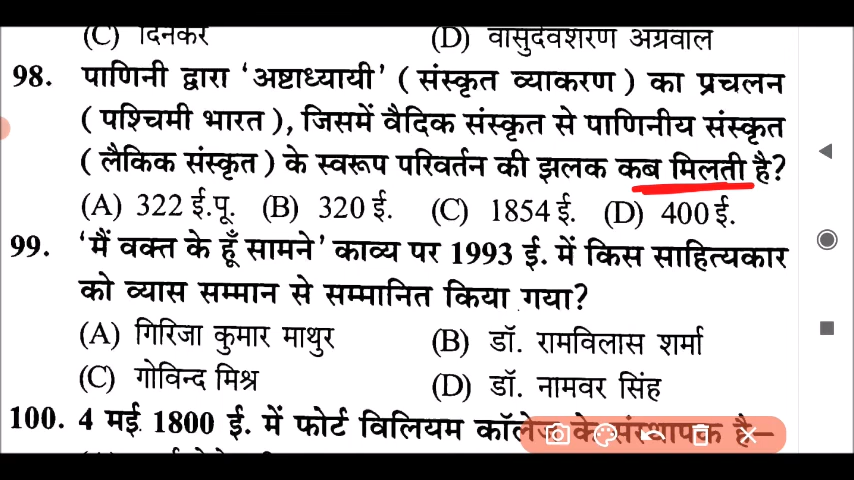 (C) दिनकर (D) वासुदेवशरण अग्रवाल
98. पाणिनी द्वारा ‘अष्टाध्यायी’ ( संस्कृत व्याकरण ) का प्रचलन
( पश्चिमी भारत ), जिसमें वैदिक संस्कृत से पाणिनीय संस्कृत
( लैकिक संस्कृत ) के स्वरूप परिवर्तन की झलक कब मिलती है?
(A) 322 ई.पू. (B) 320 ई. (C) 1854 ई. (D) 400 ई.
99. ‘मैं वक्त के हूँ सामने’ काव्य पर 1993 ई. में किस साहित्यकार
को व्यास सम्मान से सम्मानित किया गया?
(A) गिरिजा कुमार माथुर (B) डॉ. रामविलास शर्मा
(C) गोविन्द मिश्र (D) डॉ. नामवर सिंह
100. 4 मई 1800 ई. में फोर्ट विलियम कॉलेज के संस्थापक है–